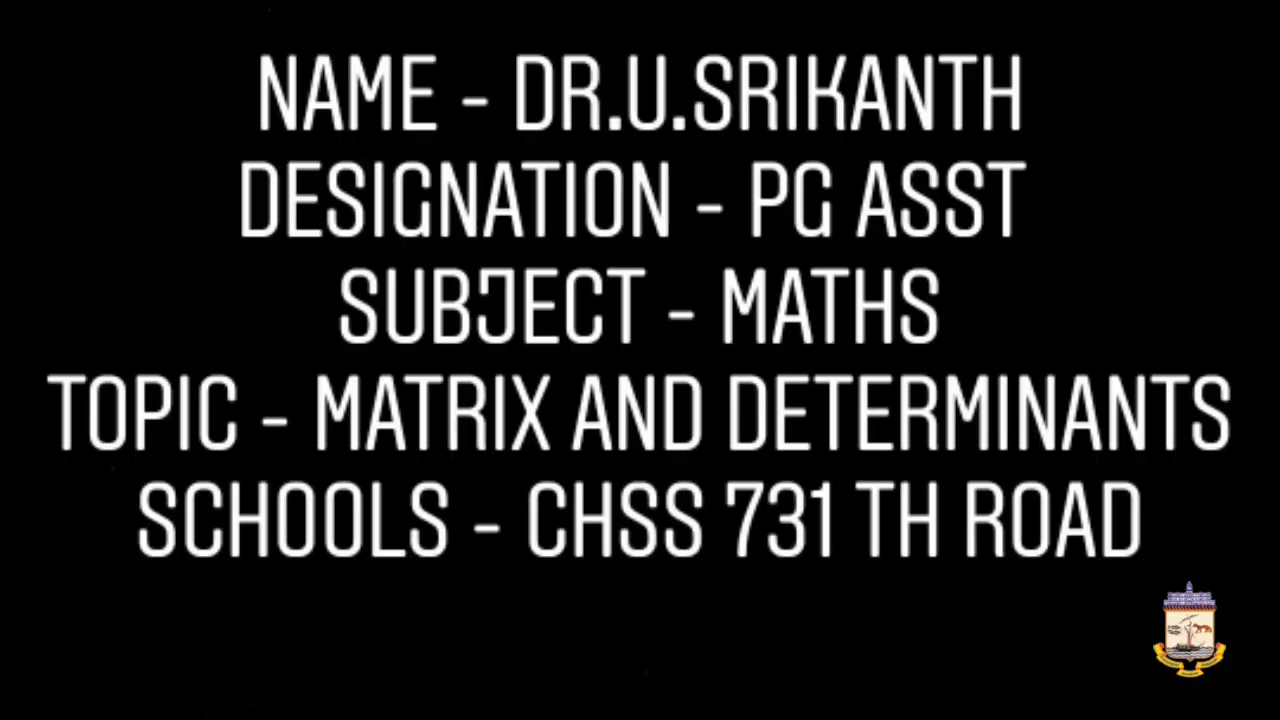 NAME - DR.U.SRIKANTH
DESIGNATION - PG ASST
SUBJECT - MATHS
TOPIC - MATRIX AND DETERMINANTS
SCHOOLS - CHSS 731 TH ROAD